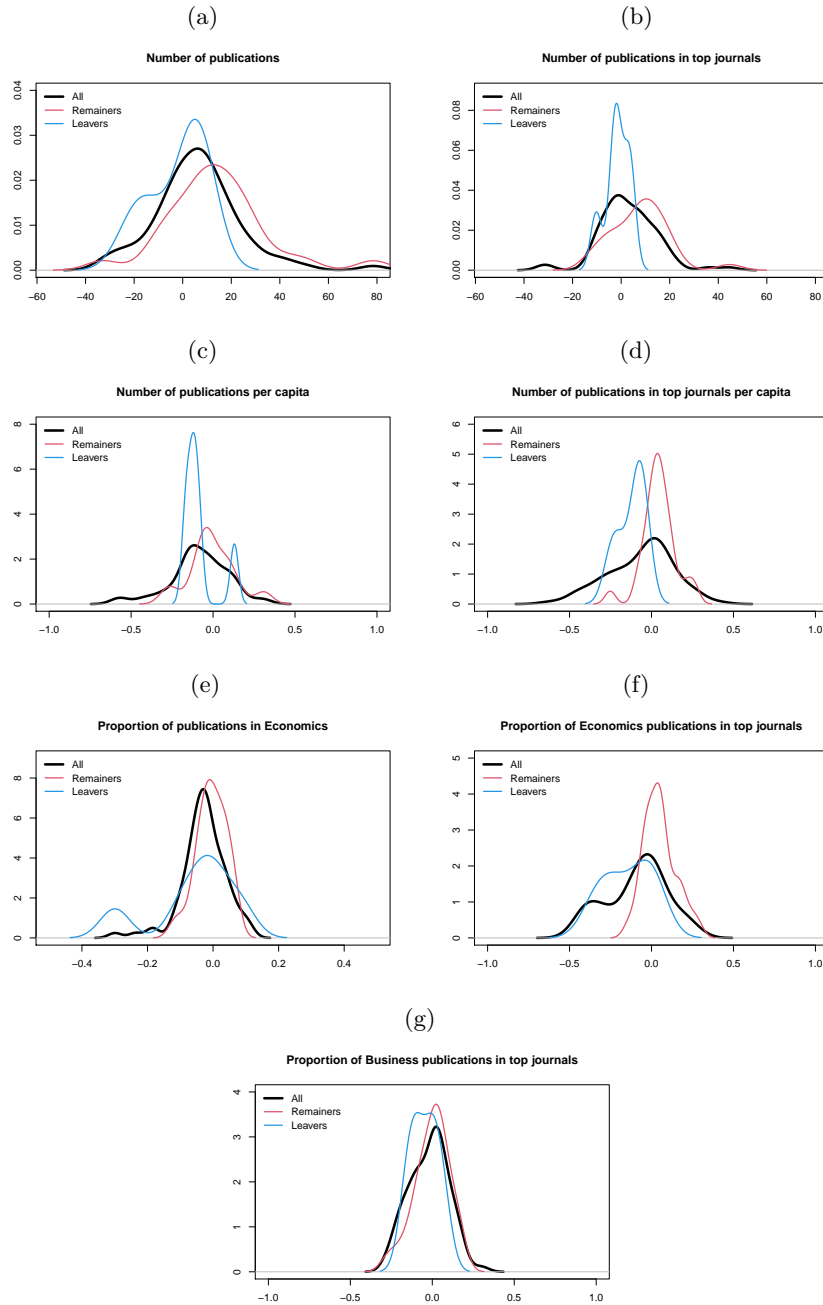 (a)
Number of publications
0.04
0.03
0.02
0.01
0.00
All
Remainers
Leavers
−60 −40 −20 0 20 40 60 80
(b)
Number of publications in top journals
0.08
0.06
0.04
0.02
0.00
All
Remainers
Leavers
−60 −40 −20 0 20 40 60 80
(c)
Number of publications per capita
8
6
4
2
0
All
Remainers
Leavers
−1.0 −0.5 0.0 0.5 1.0
(d)
Number of publications in top journals per capita
6
5
4
3
2
1
0
All
Remainers
Leavers
−1.0 −0.5 0.0 0.5 1.0
(e)
Proportion of publications in Economics
8
6
4
2
0
All
Remainers
Leavers
−0.4 −0.2 0.0 0.2 0.4
(f)
Proportion of Economics publications in top journals
5
4
3
2
1
0
All
Remainers
Leavers
−1.0 −0.5 0.0 0.5 1.0
(g)
Proportion of Business publications in top journals
4
3
2
1
0
All
Remainers
Leavers
−1.0 −0.5 0.0 0.5 1.0